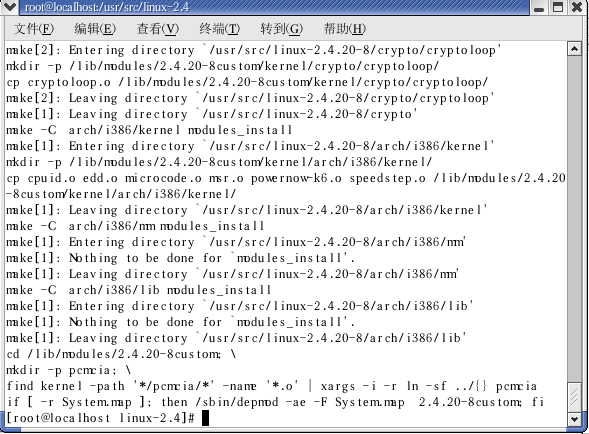 root@localhost:/usr/src/linux-2.4
文件(F) 编辑(E) 查看(V) 终端(T) 转到(G) 帮助(H)
make[2]: Entering directory `/usr/src/linux-2.4.20-8/crypto/cryptoloop'
mkdir -p /lib/modules/2.4.20-8custom/kernel/crypto/cryptoloop/
cp cryptoloop.o /lib/modules/2.4.20-8custom/kernel/crypto/cryptoloop/
make[2]: Leaving directory `/usr/src/linux-2.4.20-8/crypto/cryptoloop'
make[1]: Leaving directory `/usr/src/linux-2.4.20-8/crypto'
make -C  arch/i386/kernel modules_install
make[1]: Entering directory `/usr/src/linux-2.4.20-8/arch/i386/kernel'
mkdir -p /lib/modules/2.4.20-8custom/kernel/arch/i386/kernel/
cp cpuid.o edd.o microcode.o msr.o powernow-k6.o speedstep.o /lib/modules/2.4.20
-8custom/kernel/arch/i386/kernel/
make[1]: Leaving directory `/usr/src/linux-2.4.20-8/arch/i386/kernel'
make -C  arch/i386/mm modules_install
make[1]: Entering directory `/usr/src/linux-2.4.20-8/arch/i386/mm'
make[1]: Nothing to be done for `modules_install'.
make[1]: Leaving directory `/usr/src/linux-2.4.20-8/arch/i386/mm'
make -C  arch/i386/lib modules_install
make[1]: Entering directory `/usr/src/linux-2.4.20-8/arch/i386/lib'
make[1]: Nothing to be done for `modules_install'.
make[1]: Leaving directory `/usr/src/linux-2.4.20-8/arch/i386/lib'
cd /lib/modules/2.4.20-8custom; \
mkdir -p pcmcia; \
find kernel -path '*/pcmcia/*' -name '*.o' | xargs -i -r ln -sf ../{} pcmcia
if [ -r System.map ]; then /sbin/depmod -ae -F System.map  2.4.20-8custom; fi
[root@localhost linux-2.4]#